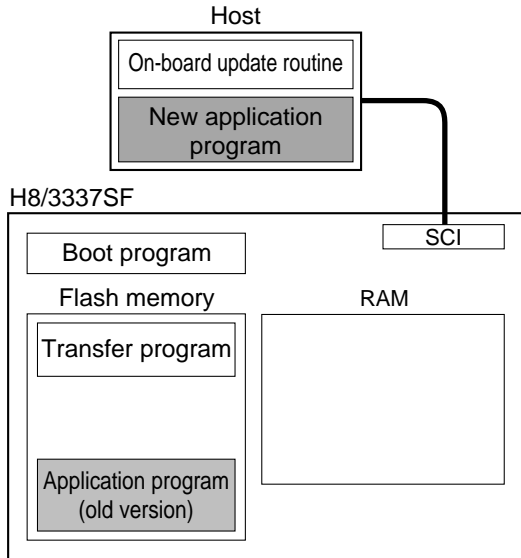 Host
On-board update routine
New application
program
H8/3337SF
SCI
Boot program
Flash memory
RAM
Transfer program
Application program
(old version)